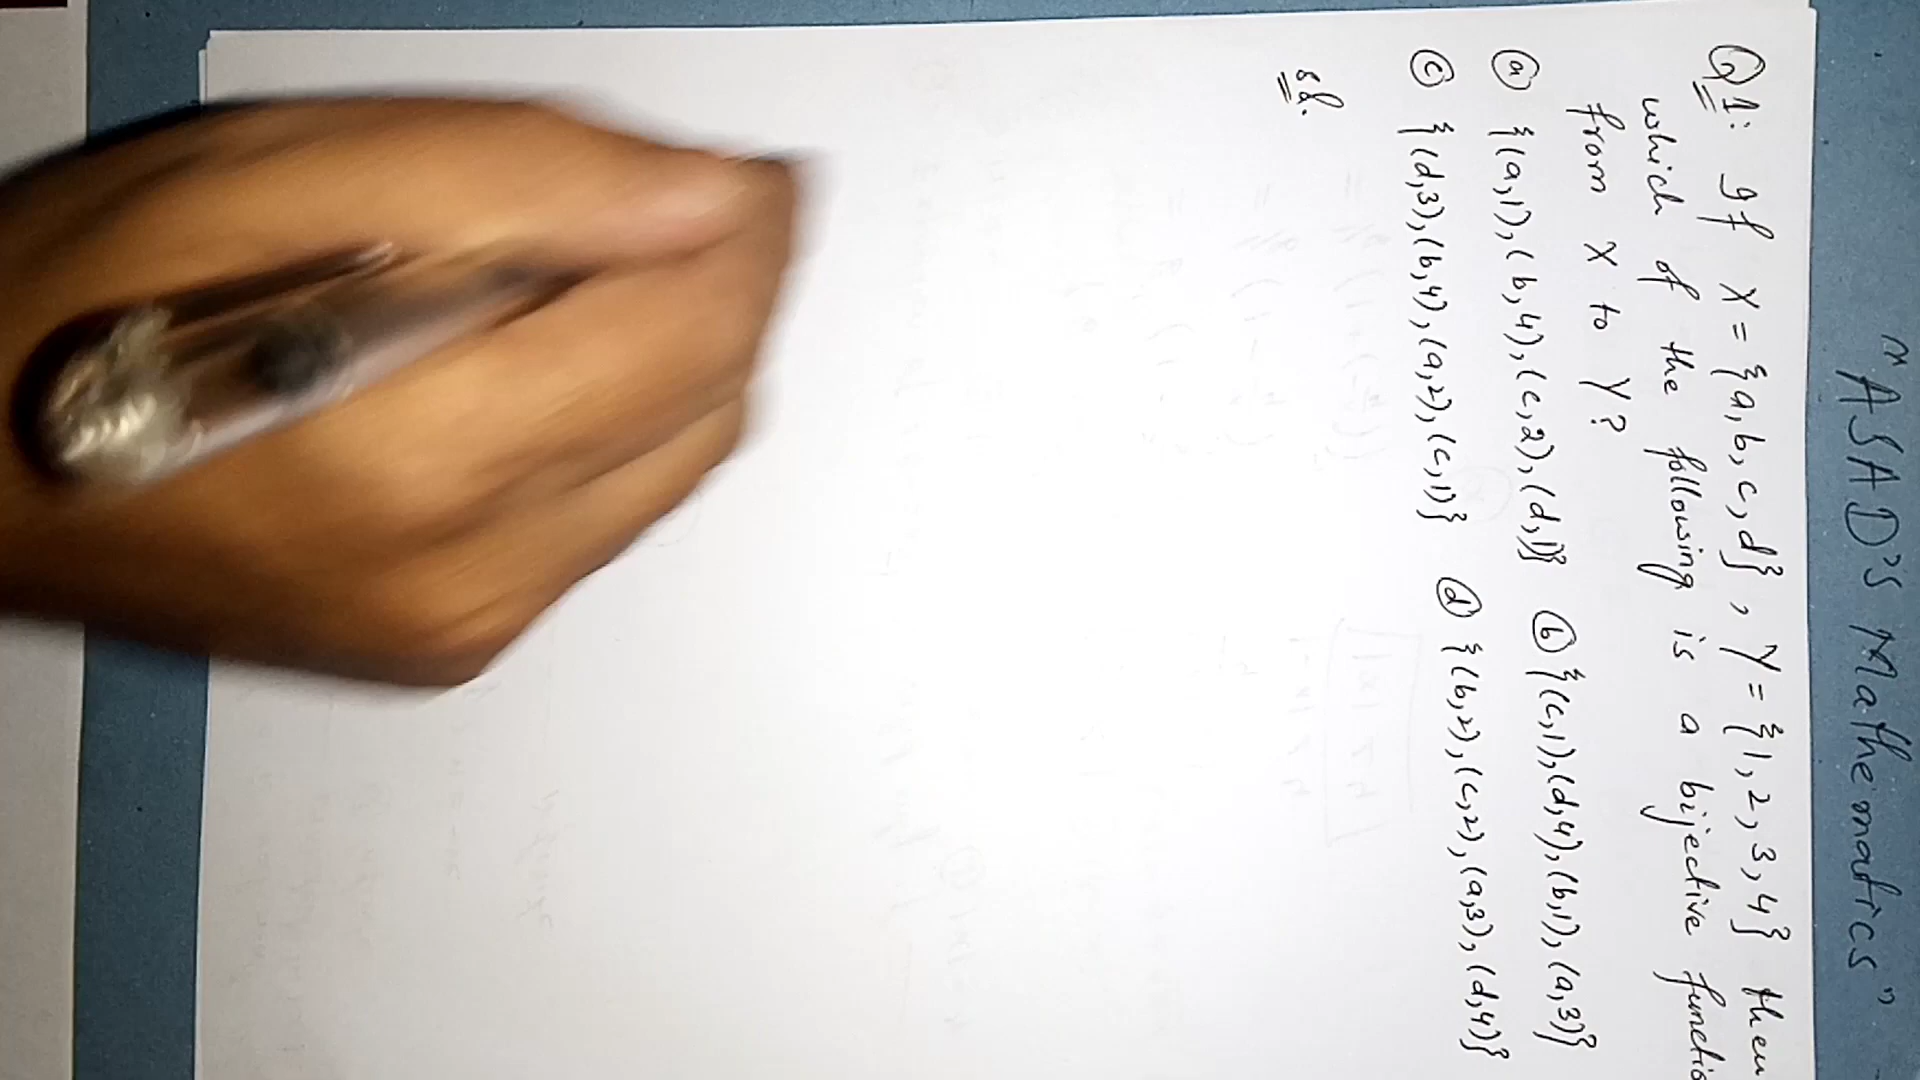 "ASAD'S Mathematics"
Q1: If X = {a,b,c,d}, Y = {1,2,3,4} then
which of the following is a bijective functio
from X to Y?
(a) {(a,1),(b,4),(c,2),(d,1)} (b) {(c,1),(d,4),(b,1),(a,3)}
(c) {(d,3),(b,4),(a,2),(c,1)} (d) {(b,2),(c,2),(a,3),(d,4)}
Sol.